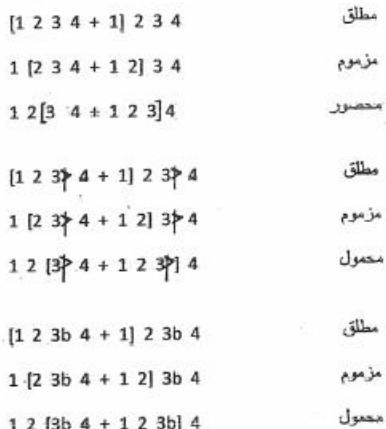 [1 2 3 4 + 1] 2 3 4 مطلق
1 [2 3 4 + 1 2] 3 4 مزموم
1 2[3 4 + 1 2 3]4 محصور
[1 2 3𝇪 4 + 1] 2 3𝇪 4 مطلق
1 [2 3𝇪 4 + 1 2] 3𝇪 4 مزموم
1 2 [3𝇪 4 + 1 2 3𝇪] 4 محمول
[1 2 3b 4 + 1] 2 3b 4 مطلق
1 [2 3b 4 + 1 2] 3b 4 مزموم
1 2 [3b 4 + 1 2 3b] 4 محمول